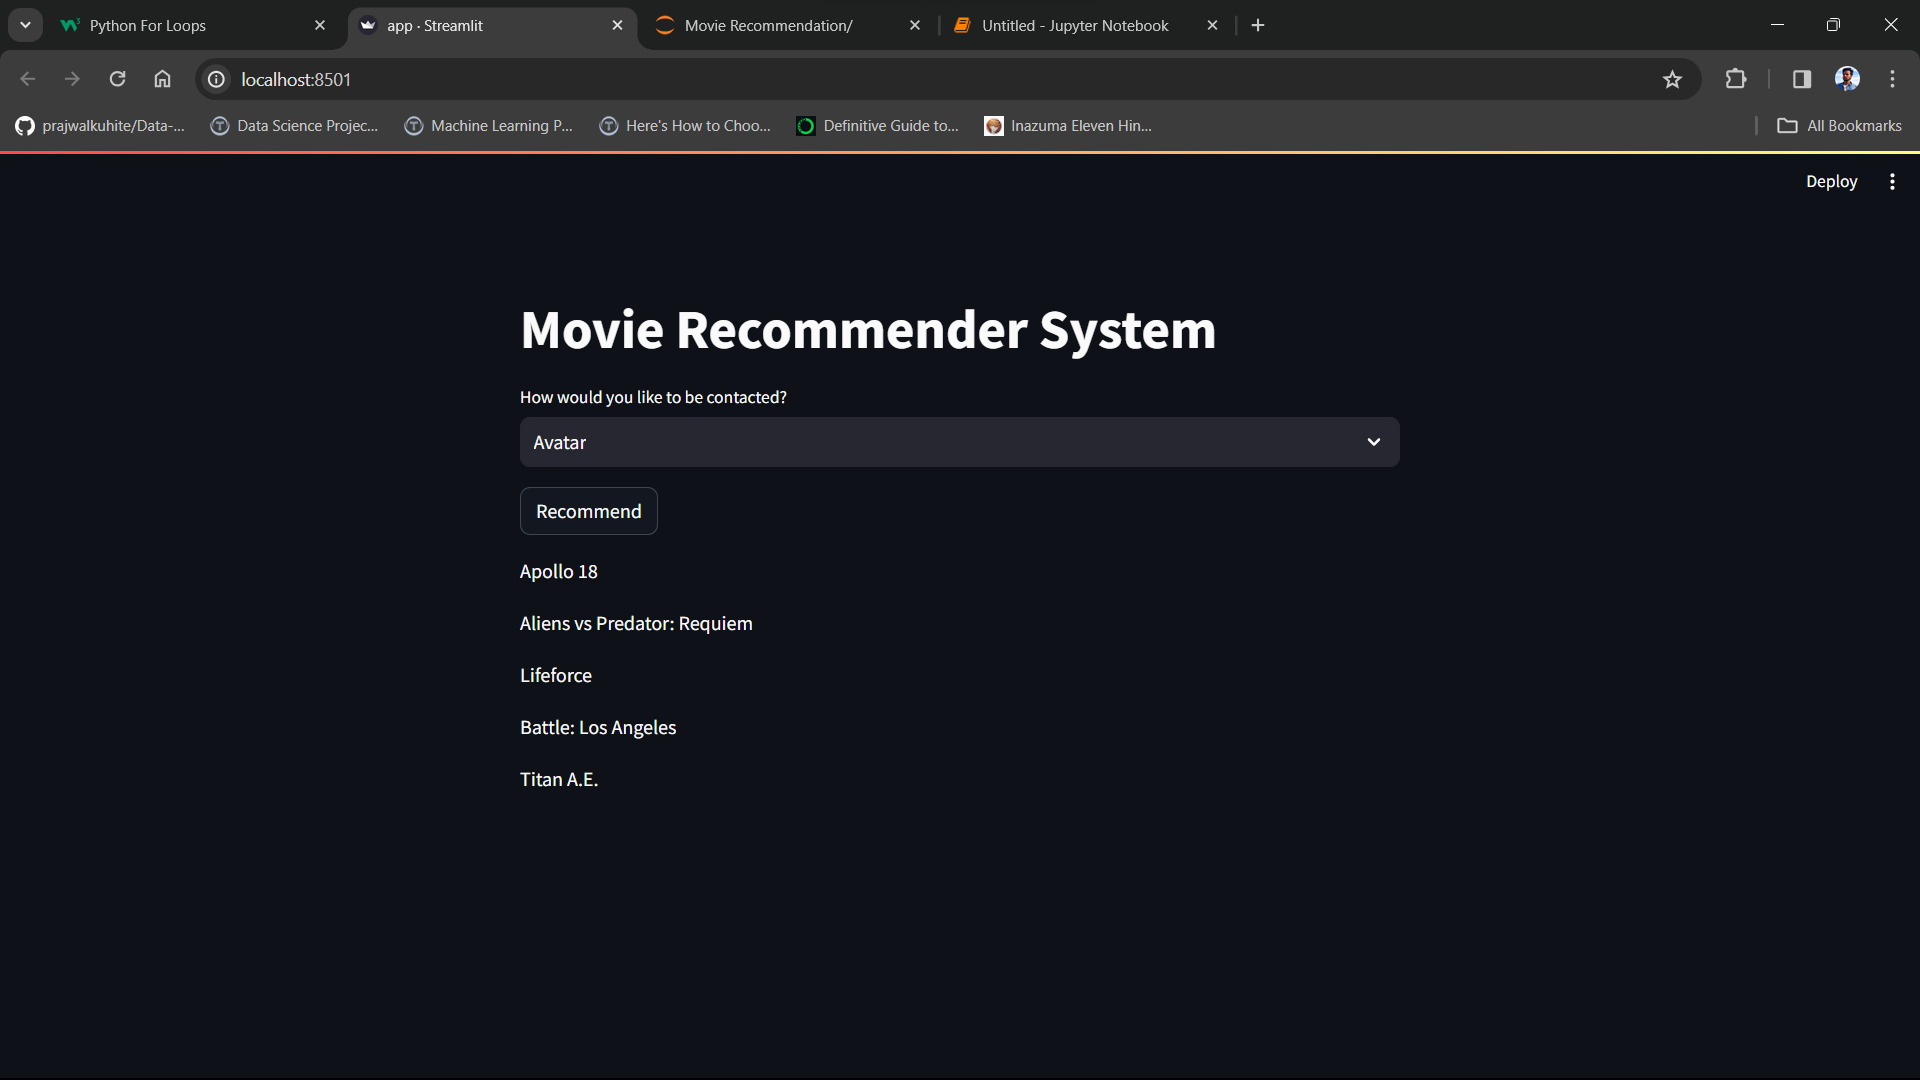 Python For Loops
app · Streamlit
Movie Recommendation/
Untitled - Jupyter Notebook
localhost:8501
prajwalkuhite/Data-...
Data Science Projec...
Machine Learning P...
Here's How to Choo...
Definitive Guide to...
Inazuma Eleven Hin...
All Bookmarks
Deploy
Movie Recommender System
How would you like to be contacted?
Avatar
Recommend
Apollo 18
Aliens vs Predator: Requiem
Lifeforce
Battle: Los Angeles
Titan A.E.